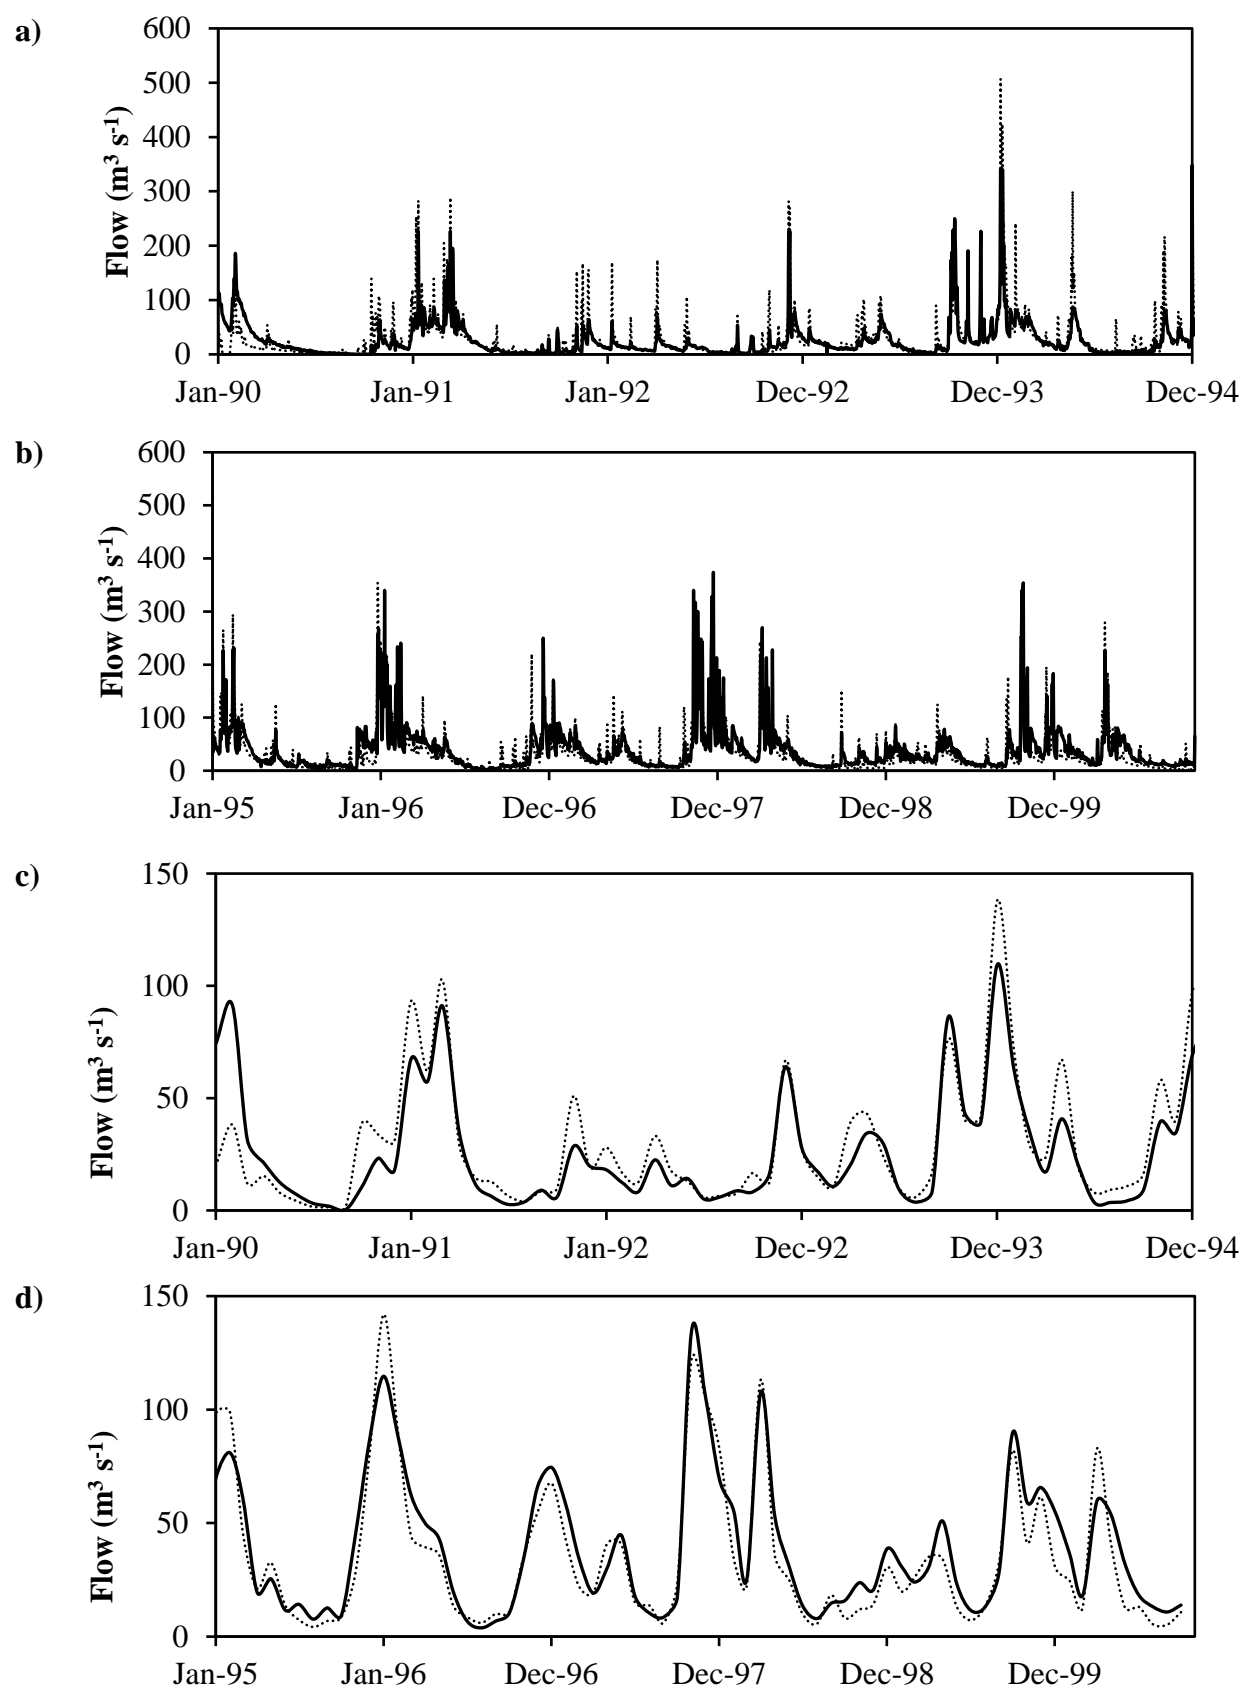 a)
600
500
400
300
200
100
0
Flow (m³ s⁻¹)
Jan-90 Jan-91 Jan-92 Dec-92 Dec-93 Dec-94
b)
600
500
400
300
200
100
0
Flow (m³ s⁻¹)
Jan-95 Jan-96 Dec-96 Dec-97 Dec-98 Dec-99
c)
150
100
50
0
Flow (m³ s⁻¹)
Jan-90 Jan-91 Jan-92 Dec-92 Dec-93 Dec-94
d)
150
100
50
0
Flow (m³ s⁻¹)
Jan-95 Jan-96 Dec-96 Dec-97 Dec-98 Dec-99